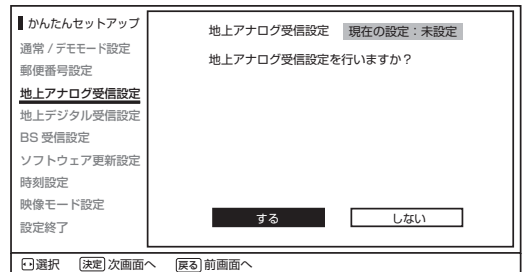 かんたんセットアップ
通常 / デモモード設定
郵便番号設定
地上アナログ受信設定
地上デジタル受信設定
BS 受信設定
ソフトウェア更新設定
時刻設定
映像モード設定
設定終了
地上アナログ受信設定 現在の設定：未設定
地上アナログ受信設定を行いますか？
する しない
選択 決定 次画面へ 戻る 前画面へ